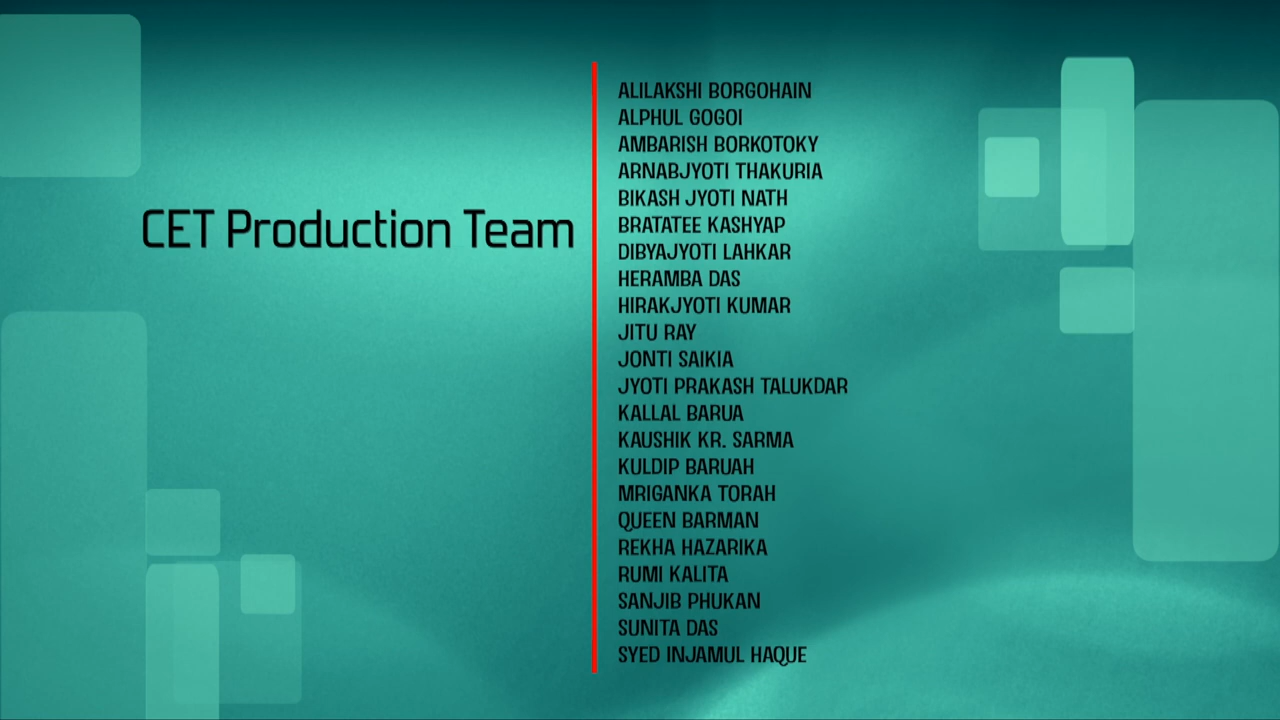 CET Production Team
ALILAKSHI BORGOHAIN
ALPHUL GOGOI
AMBARISH BORKOTOKY
ARNABJYOTI THAKURIA
BIKASH JYOTI NATH
BRATATEE KASHYAP
DIBYAJYOTI LAHKAR
HERAMBA DAS
HIRAKJYOTI KUMAR
JITU RAY
JONTI SAIKIA
JYOTI PRAKASH TALUKDAR
KALLAL BARUA
KAUSHIK KR. SARMA
KULDIP BARUAH
MRIGANKA TORAH
QUEEN BARMAN
REKHA HAZARIKA
RUMI KALITA
SANJIB PHUKAN
SUNITA DAS
SYED INJAMUL HAQUE